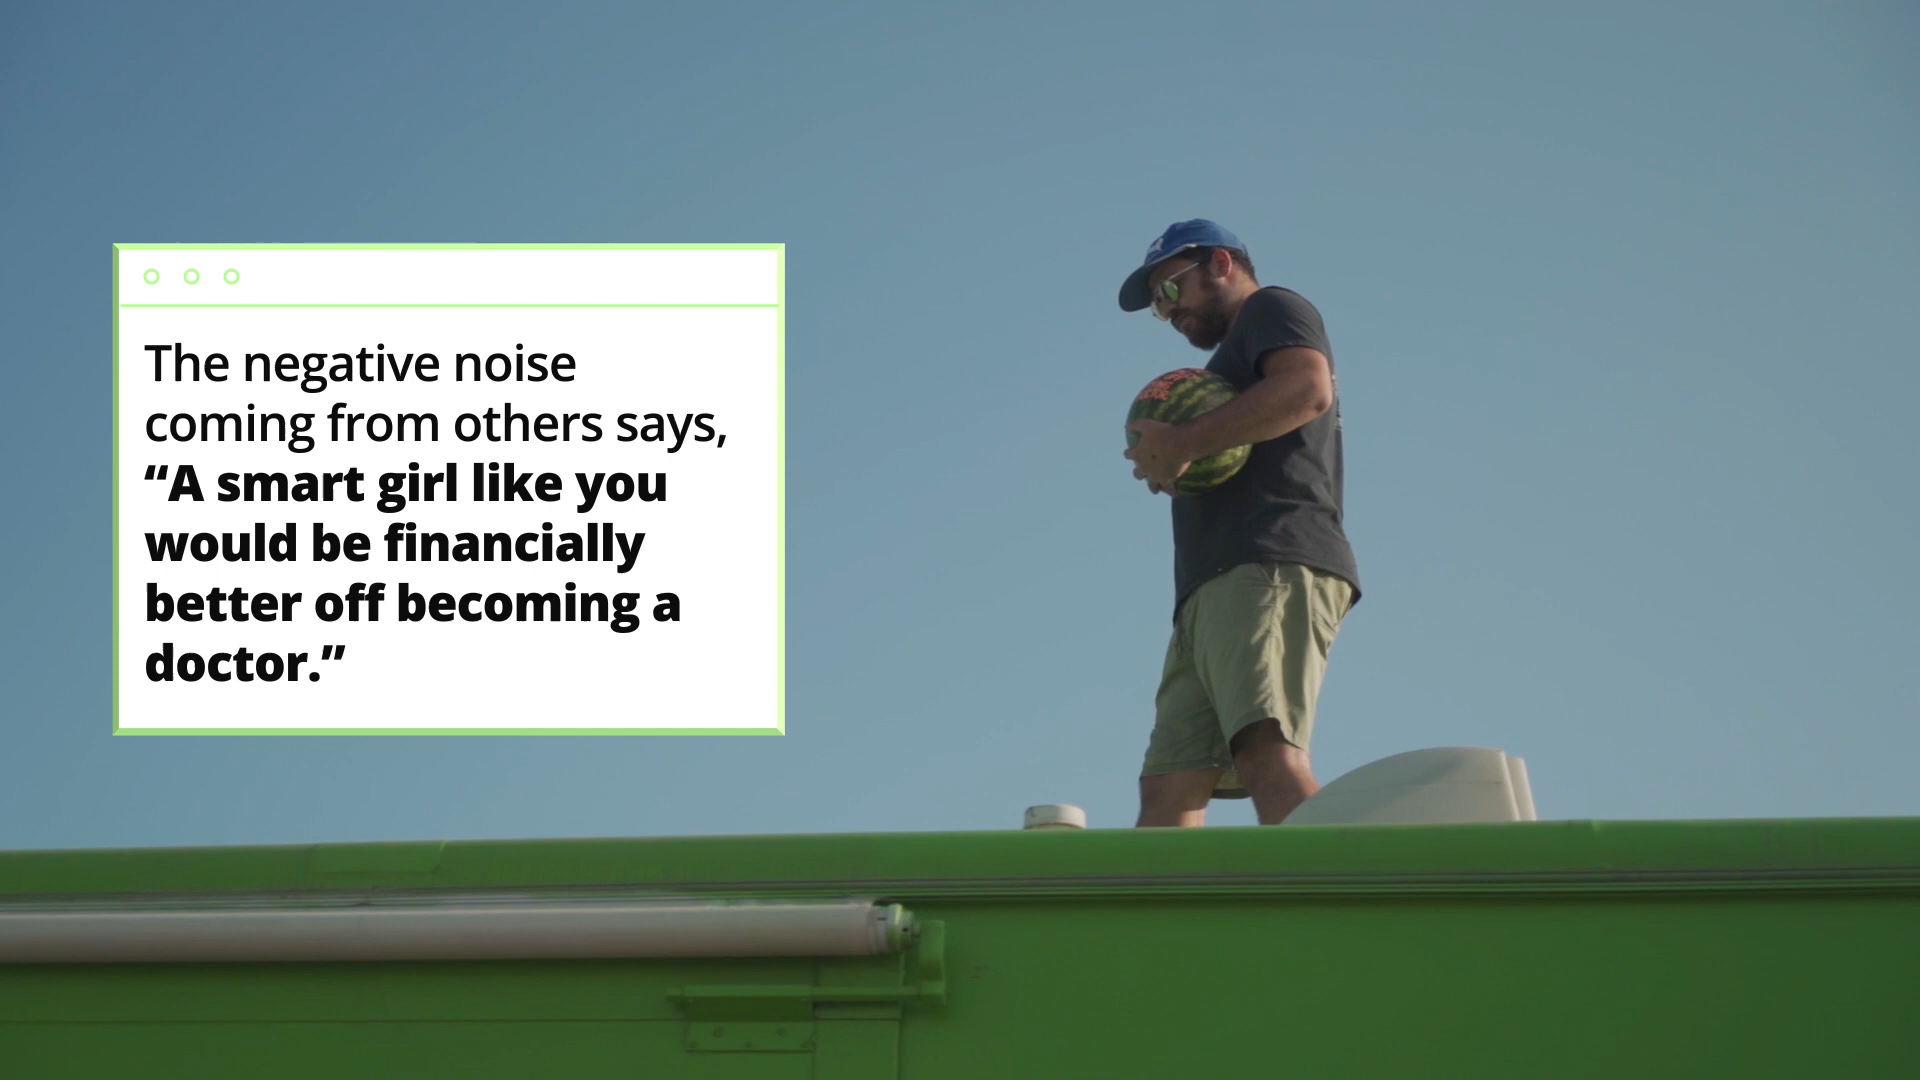 The negative noise
coming from others says,
“A smart girl like you
would be financially
better off becoming a
doctor.”